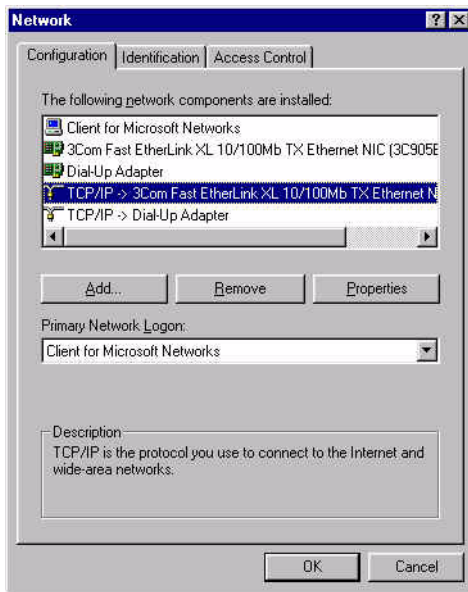 Network
Configuration Identification Access Control
The following network components are installed:
Client for Microsoft Networks
3Com Fast EtherLink XL 10/100Mb TX Ethernet NIC (3C905B
Dial-Up Adapter
TCP/IP -> 3Com Fast EtherLink XL 10/100Mb TX Ethernet N
TCP/IP -> Dial-Up Adapter
Add... Remove Properties
Primary Network Logon:
Client for Microsoft Networks
Description
TCP/IP is the protocol you use to connect to the Internet and
wide-area networks.
OK Cancel